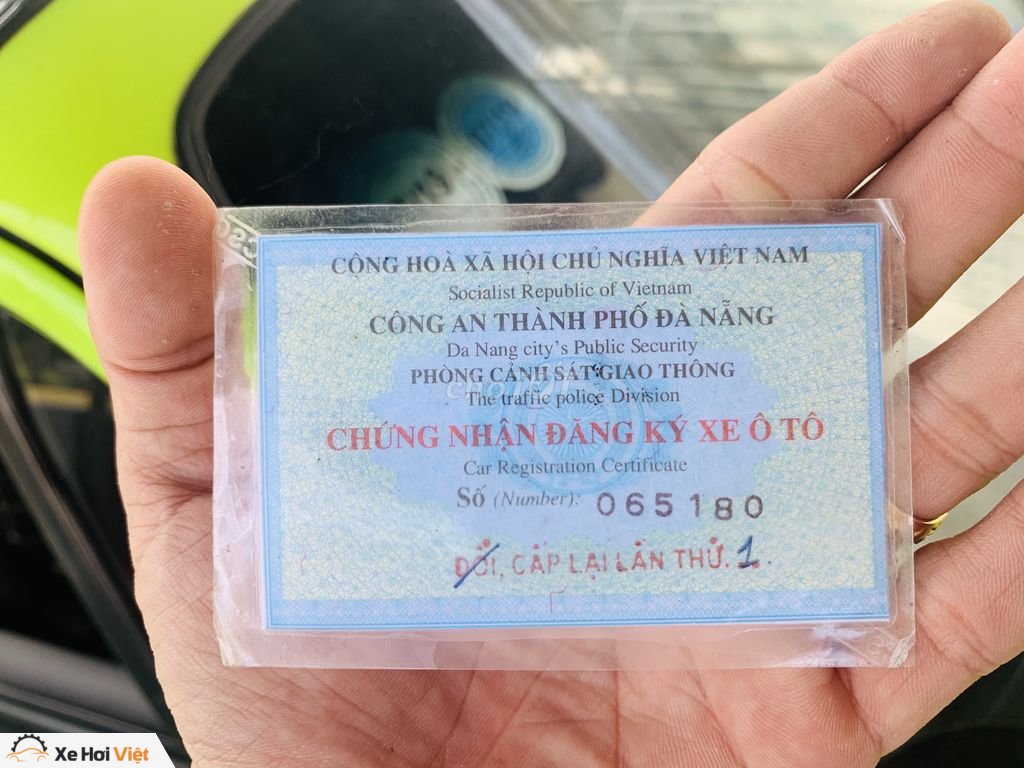 CỘNG HOÀ XÃ HỘI CHỦ NGHĨA VIỆT NAM
Socialist Republic of Vietnam
CÔNG AN THÀNH PHỐ ĐÀ NẴNG
Da Nang city's Public Security
PHÒNG CẢNH SÁT GIAO THÔNG
The traffic police Division
CHỨNG NHẬN ĐĂNG KÝ XE Ô TÔ
Car Registration Certificate
Số (Number): 065180
ĐỔI, CẤP LẠI LẦN THỨ. 1.
Xe Hơi Việt